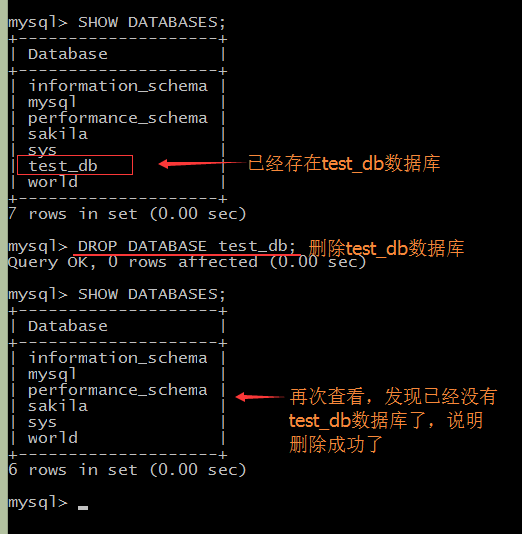 mysql> SHOW DATABASES;
+--------------------+
| Database           |
+--------------------+
| information_schema |
| mysql              |
| performance_schema |
| sakila             |
| sys                |
| test_db            | 已经存在test_db数据库
| world              |
+--------------------+
7 rows in set (0.00 sec)
mysql> DROP DATABASE test_db; 删除test_db数据库
Query OK, 0 rows affected (0.00 sec)
mysql> SHOW DATABASES;
+--------------------+
| Database           |
+--------------------+
| information_schema |
| mysql              |
| performance_schema |
| sakila             |
| sys                |
| world              |
+--------------------+
再次查看，发现已经没有
test_db数据库了，说明
删除成功了
6 rows in set (0.00 sec)
mysql>